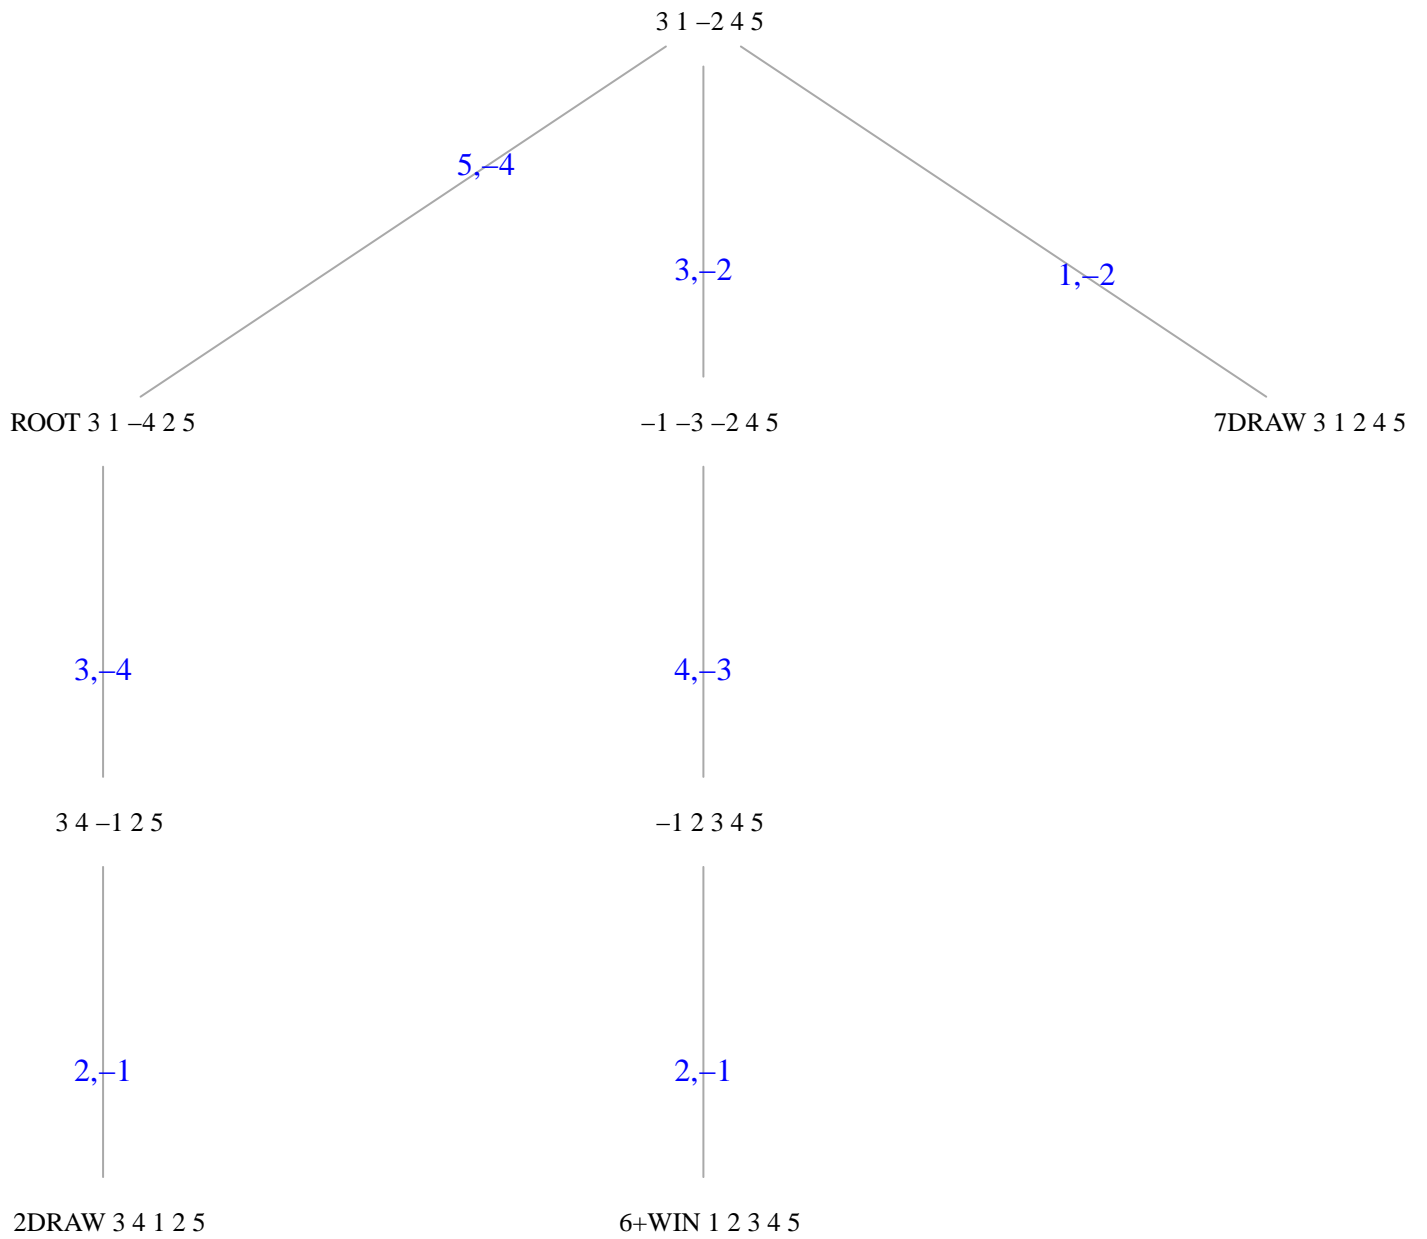 3 1 –2 4 5
5,–4
3,–2
1,–2
ROOT 3 1 –4 2 5
–1 –3 –2 4 5
7DRAW 3 1 2 4 5
3,–4
4,–3
3 4 –1 2 5
–1 2 3 4 5
2,–1
2,–1
2DRAW 3 4 1 2 5
6+WIN 1 2 3 4 5